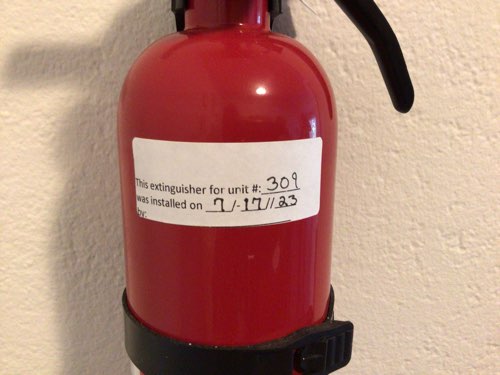 This extinguisher for unit #: 309
was installed on 7/-17//23
by: